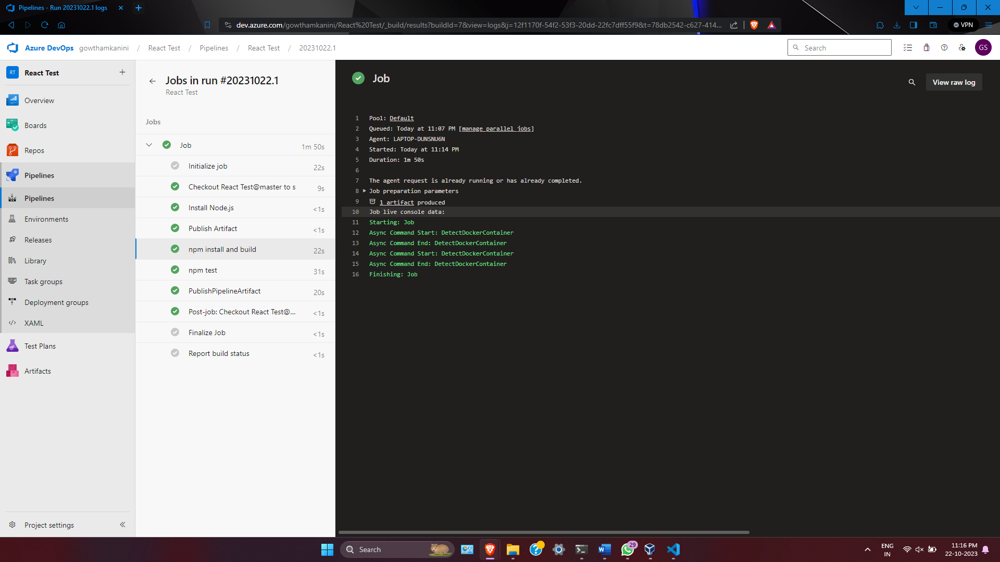 Pipelines - Run 20231022.1 logs
dev.azure.com/gowthamkanini/React%20Test/_build/results?buildId=7&view=logs&j=12f1170f-54f2-53f3-20dd-22fc7dff55f9&t=78db2542-c627-414...
VPN
Azure DevOps gowthamkanini / React Test / Pipelines / React Test / 20231022.1
Search
GS
RT React Test
Overview
Boards
Repos
Pipelines
Pipelines
Environments
Releases
Library
Task groups
Deployment groups
XAML
Test Plans
Artifacts
Project settings
Jobs in run #20231022.1
React Test
Jobs
Job 1m 50s
Initialize job 22s
Checkout React Test@master to s 9s
Install Node.js <1s
Publish Artifact <1s
npm install and build 22s
npm test 31s
PublishPipelineArtifact 20s
Post-job: Checkout React Test@... <1s
Finalize Job <1s
Report build status <1s
Job
View raw log
1 Pool: Default
2 Queued: Today at 11:07 PM [manage parallel jobs]
3 Agent: LAPTOP-DUNSNU6N
4 Started: Today at 11:14 PM
5 Duration: 1m 50s
6
7 The agent request is already running or has already completed.
8 Job preparation parameters
9 1 artifact produced
10 Job live console data:
11 Starting: Job
12 Async Command Start: DetectDockerContainer
13 Async Command End: DetectDockerContainer
14 Async Command Start: DetectDockerContainer
15 Async Command End: DetectDockerContainer
16 Finishing: Job
Search
29
ENG
IN
11:16 PM
22-10-2023